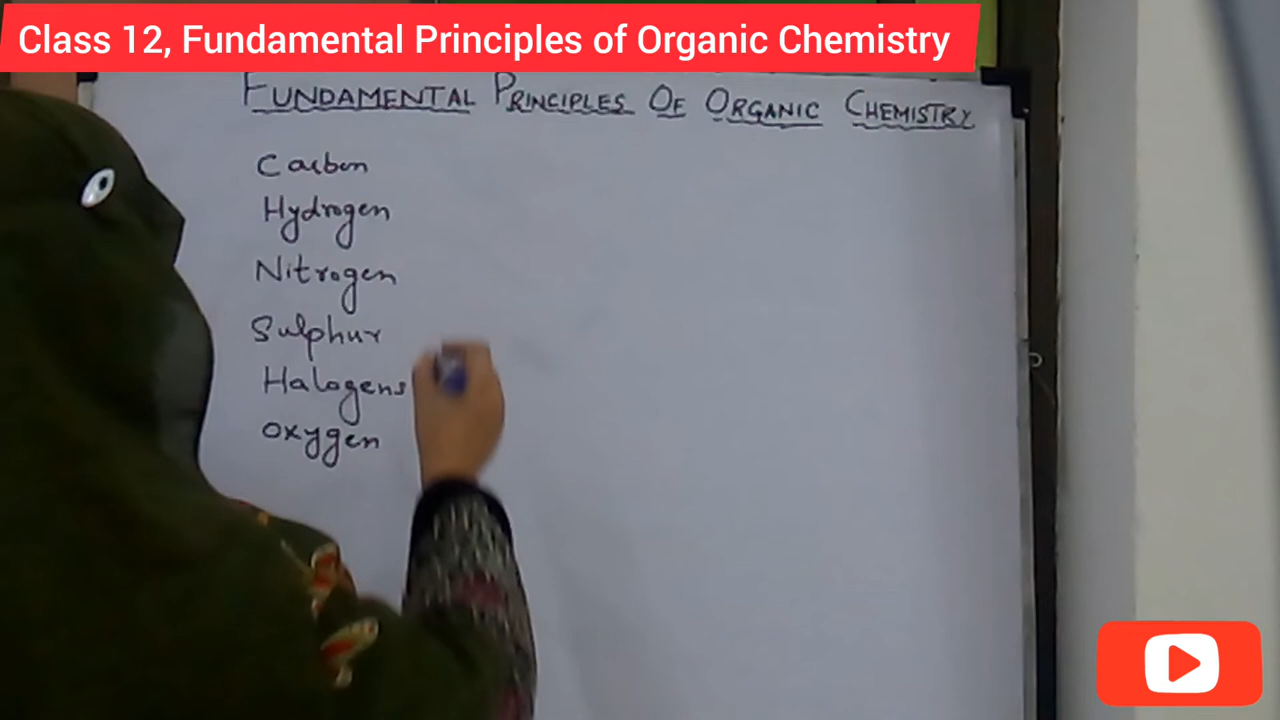 Class 12, Fundamental Principles of Organic Chemistry
FUNDAMENTAL PRINCIPLES OF ORGANIC CHEMISTRY
Carbon
Hydrogen
Nitrogen
Sulphur
Halogens
Oxygen